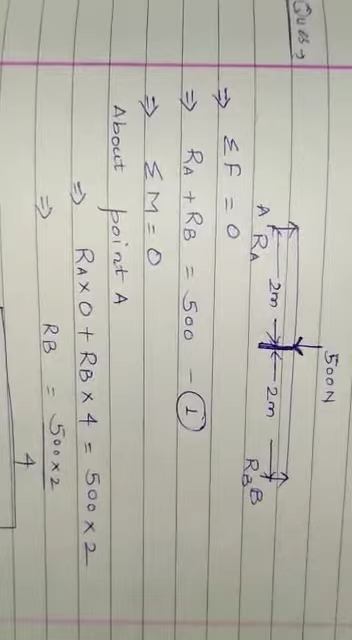 Ques →
500N
A 2m 2m B
RA RB
⇒ ΣF = 0
⇒ RA + RB = 500 — ①
⇒ ΣM = 0
About point A
⇒ RA × 0 + RB × 4 = 500 × 2
⇒ RB = 500 × 2
4